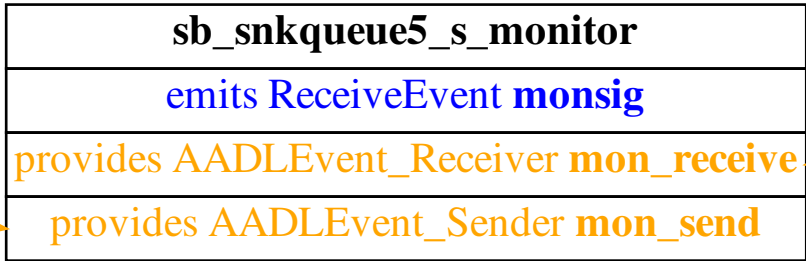 sb_snkqueue5_s_monitor
emits ReceiveEvent monsig
provides AADLEvent_Receiver mon_receive
provides AADLEvent_Sender mon_send